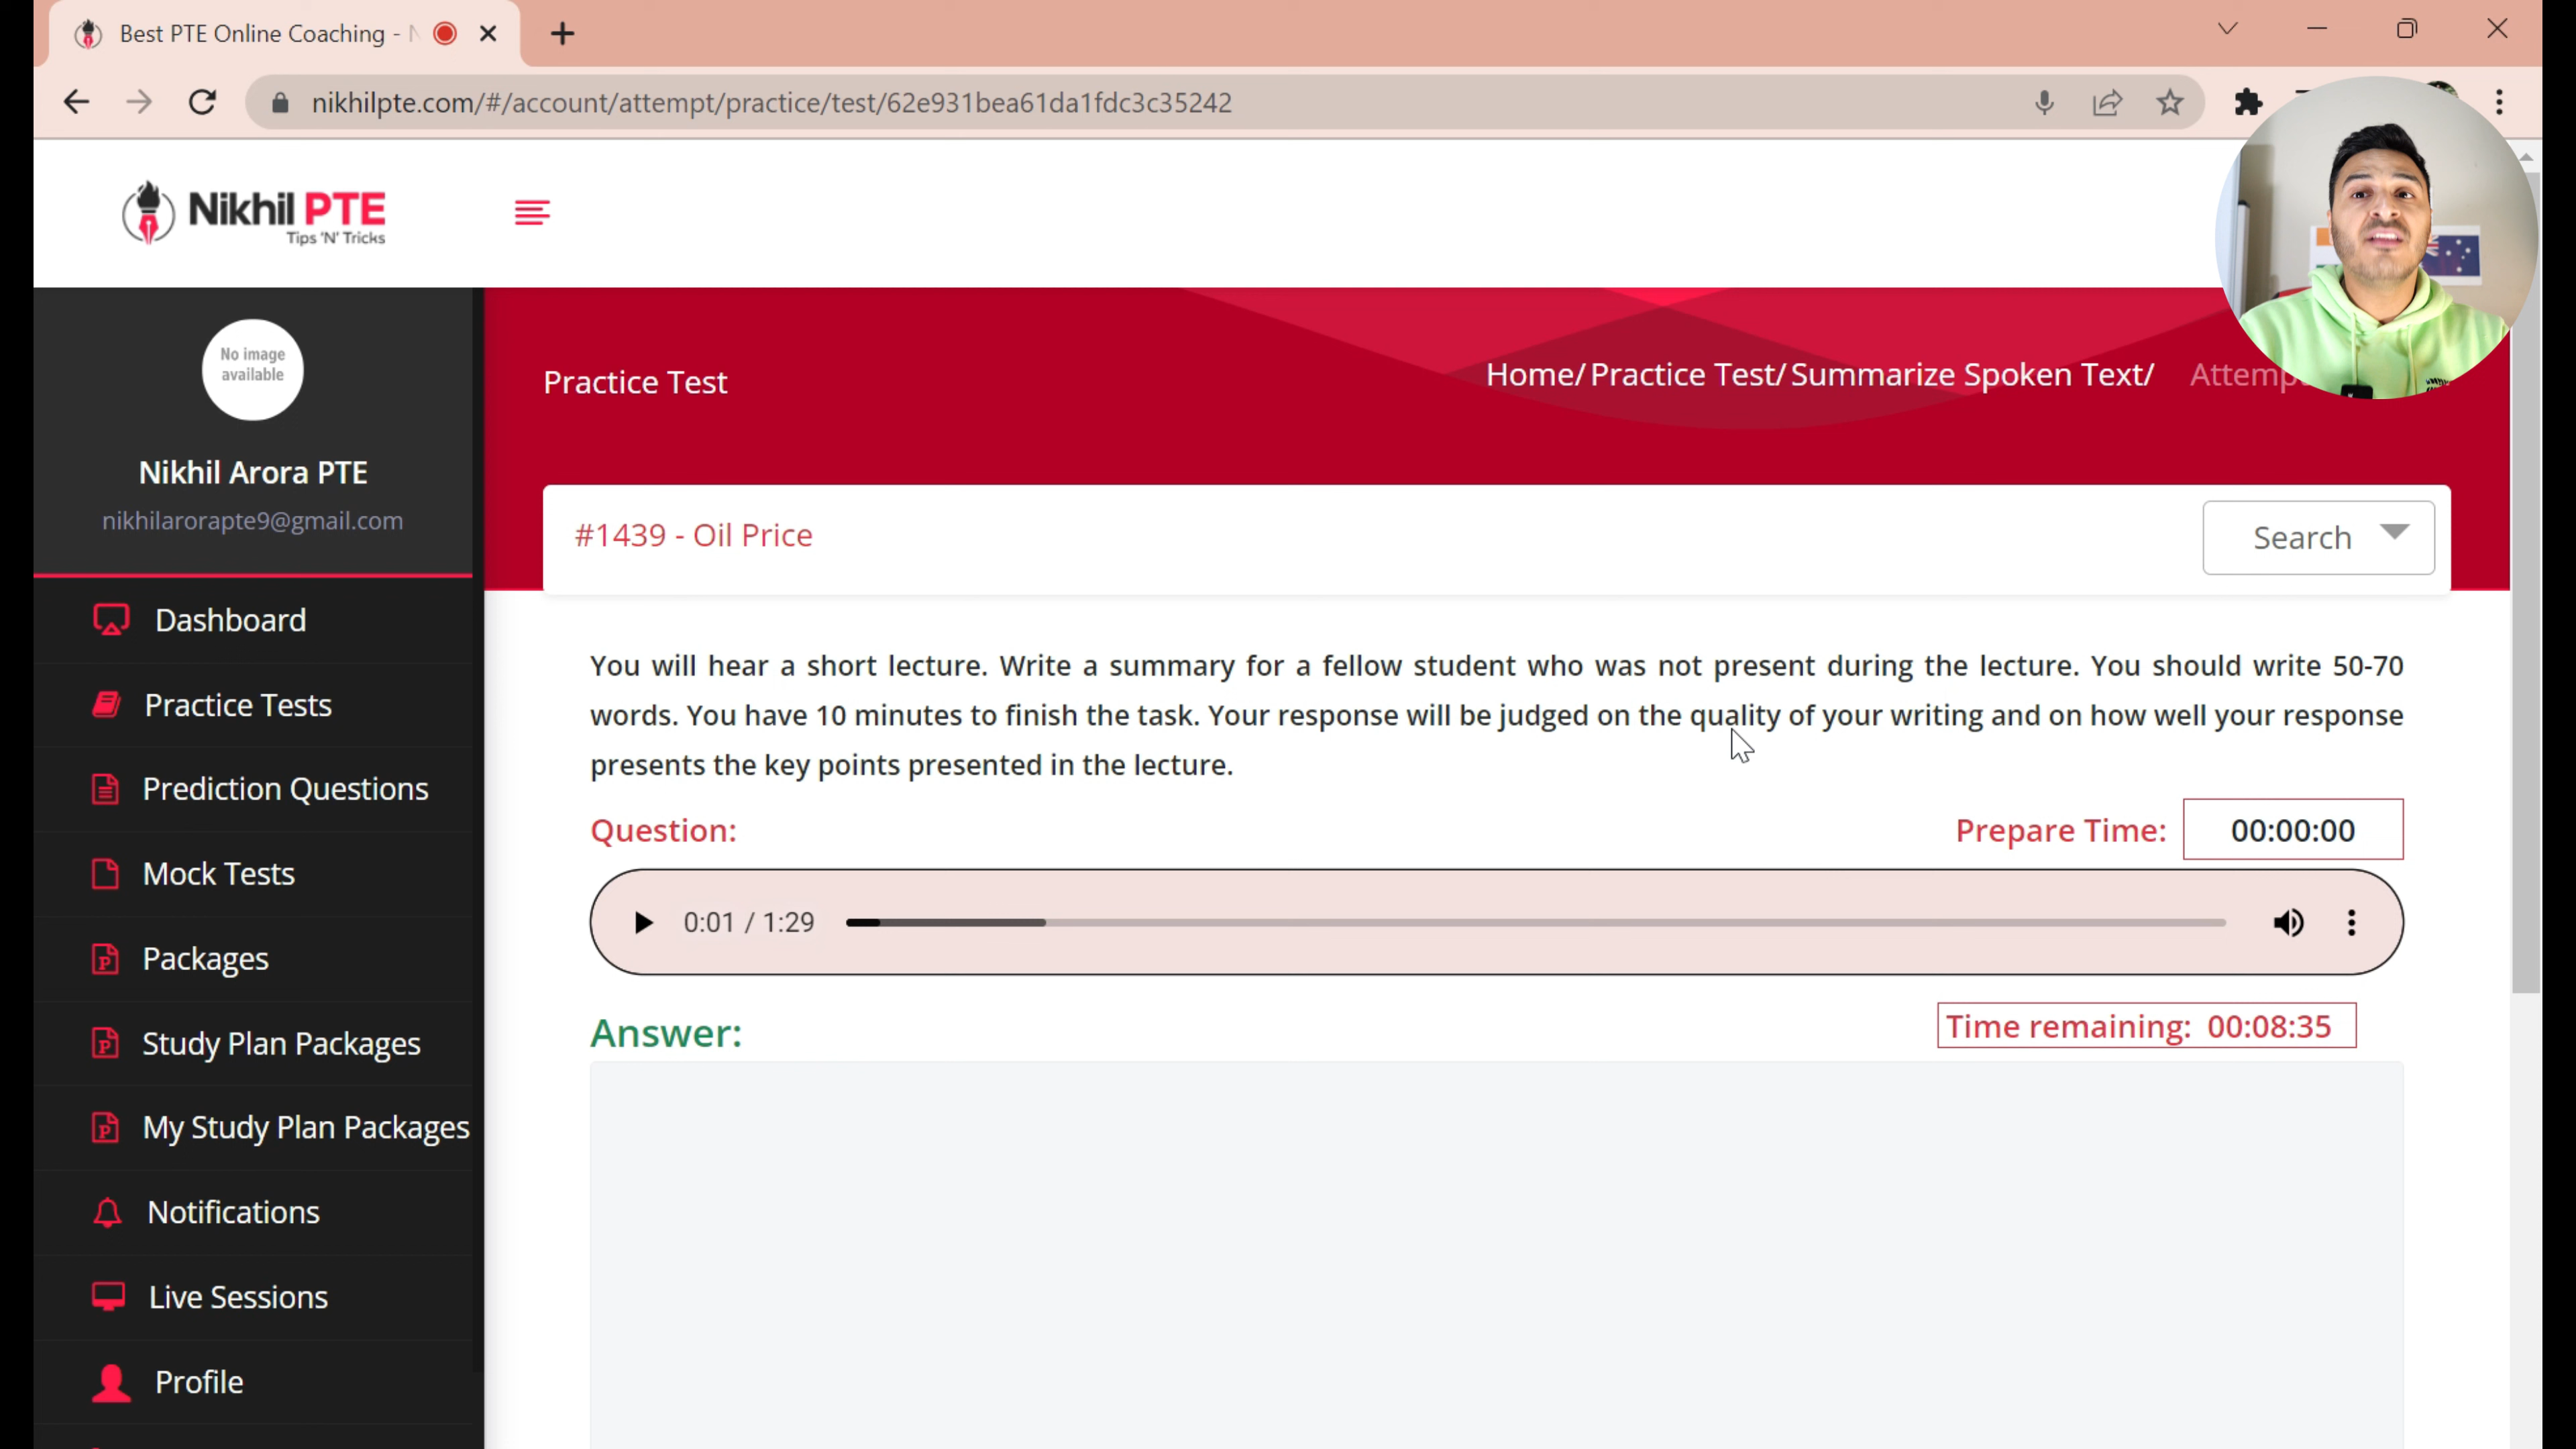 Best PTE Online Coaching -
nikhilpte.com/#/account/attempt/practice/test/62e931bea61da1fdc3c35242
Nikhil PTE
Tips 'N' Tricks
No image
available
Nikhil Arora PTE
nikhilarorapte9@gmail.com
Dashboard
Practice Tests
Prediction Questions
Mock Tests
Packages
Study Plan Packages
My Study Plan Packages
Notifications
Live Sessions
Profile
Practice Test
Home/ Practice Test/ Summarize Spoken Text/ Attemp
#1439 - Oil Price
Search
You will hear a short lecture. Write a summary for a fellow student who was not present during the lecture. You should write 50-70
words. You have 10 minutes to finish the task. Your response will be judged on the quality of your writing and on how well your response
presents the key points presented in the lecture.
Question:
Prepare Time: 00:00:00
0:01 / 1:29
Answer:
Time remaining: 00:08:35